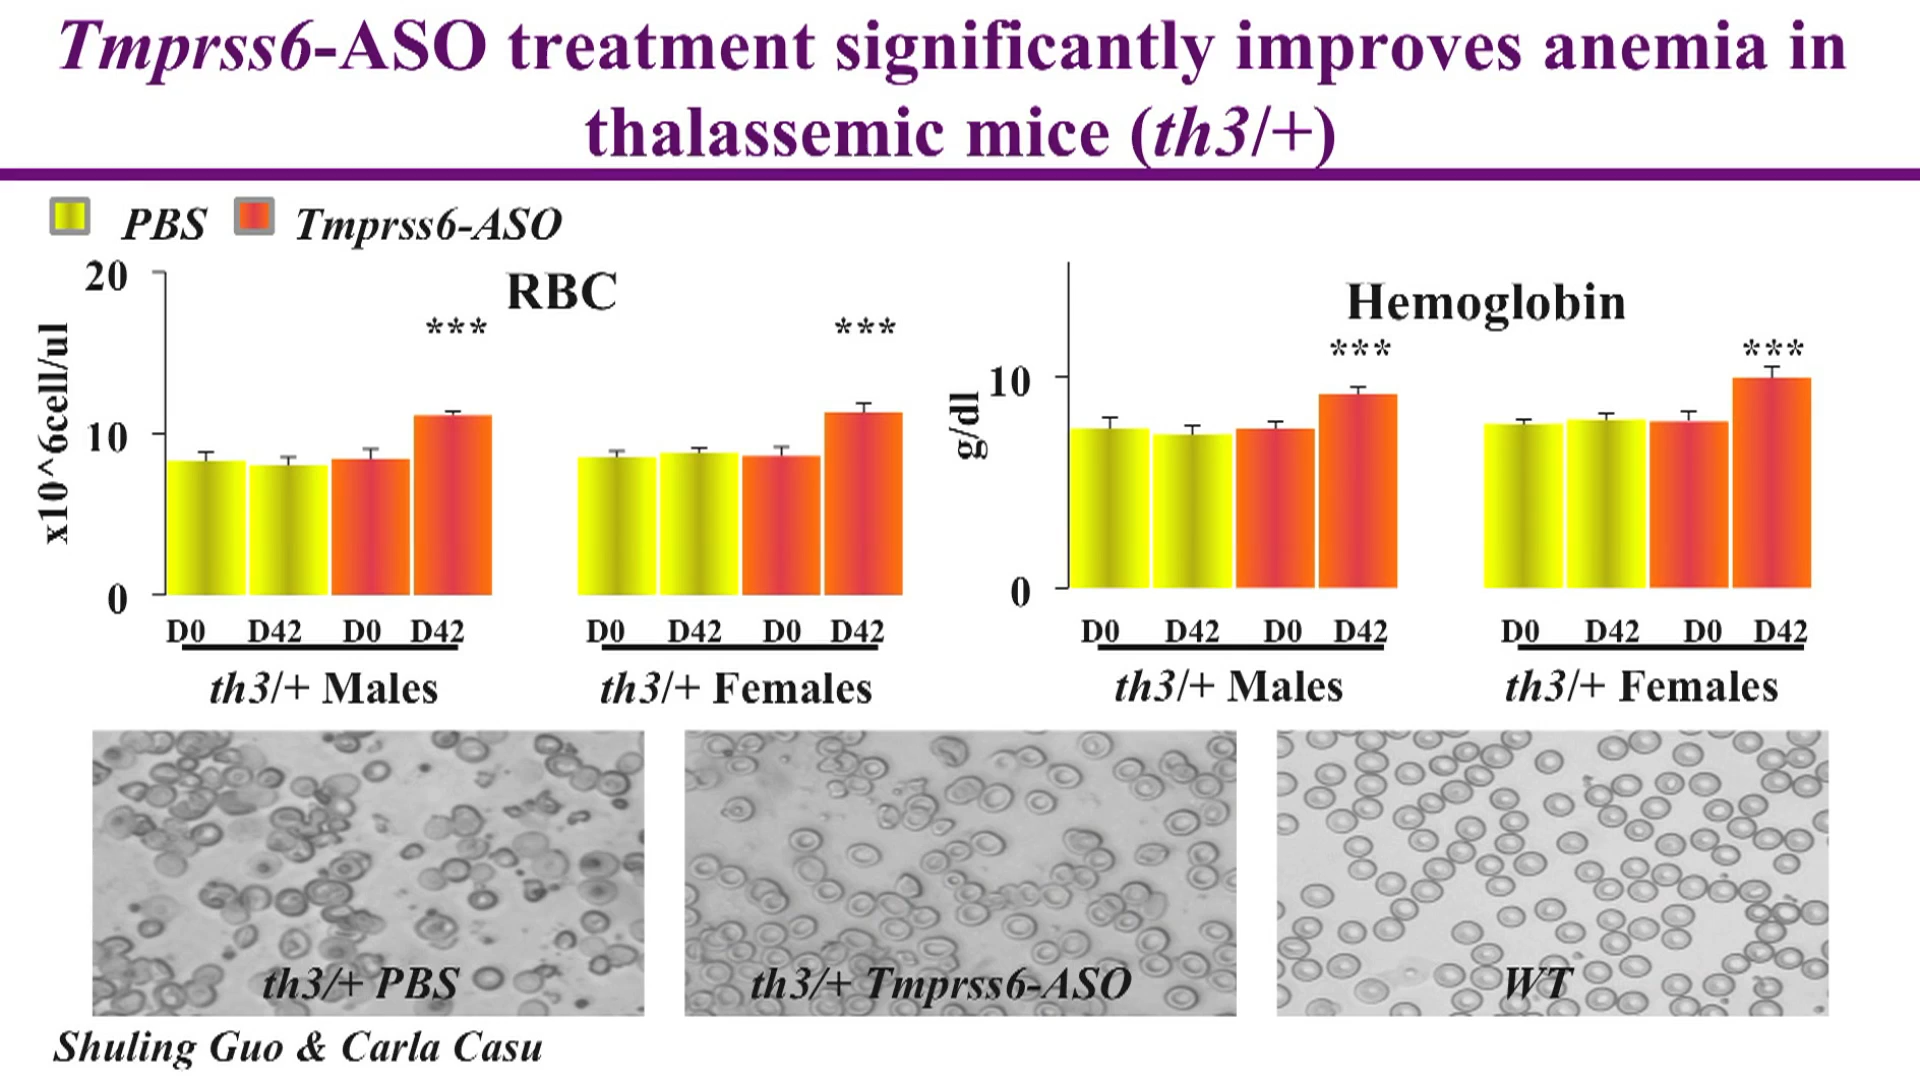 Tmprss6-ASO treatment significantly improves anemia in
thalassemic mice (th3/+)
PBS Tmprss6-ASO
RBC
x10^6cell/ul
20
10
0
*** ***
D0 D42 D0 D42 D0 D42 D0 D42
th3/+ Males th3/+ Females
Hemoglobin
g/dl
10
0
*** ***
D0 D42 D0 D42 D0 D42 D0 D42
th3/+ Males th3/+ Females
th3/+ PBS th3/+ Tmprss6-ASO WT
Shuling Guo & Carla Casu